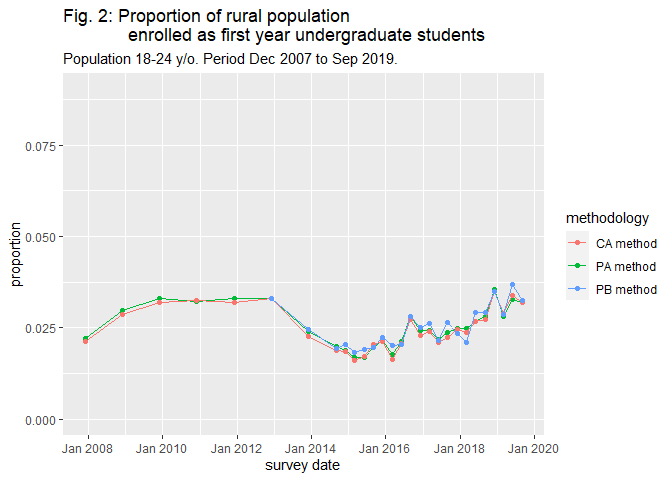 Fig. 2: Proportion of rural population
enrolled as first year undergraduate students
Population 18-24 y/o. Period Dec 2007 to Sep 2019.
0.075
0.050
0.025
0.000
proportion
Jan 2008 Jan 2010 Jan 2012 Jan 2014 Jan 2016 Jan 2018 Jan 2020
survey date
methodology
CA method
PA method
PB method